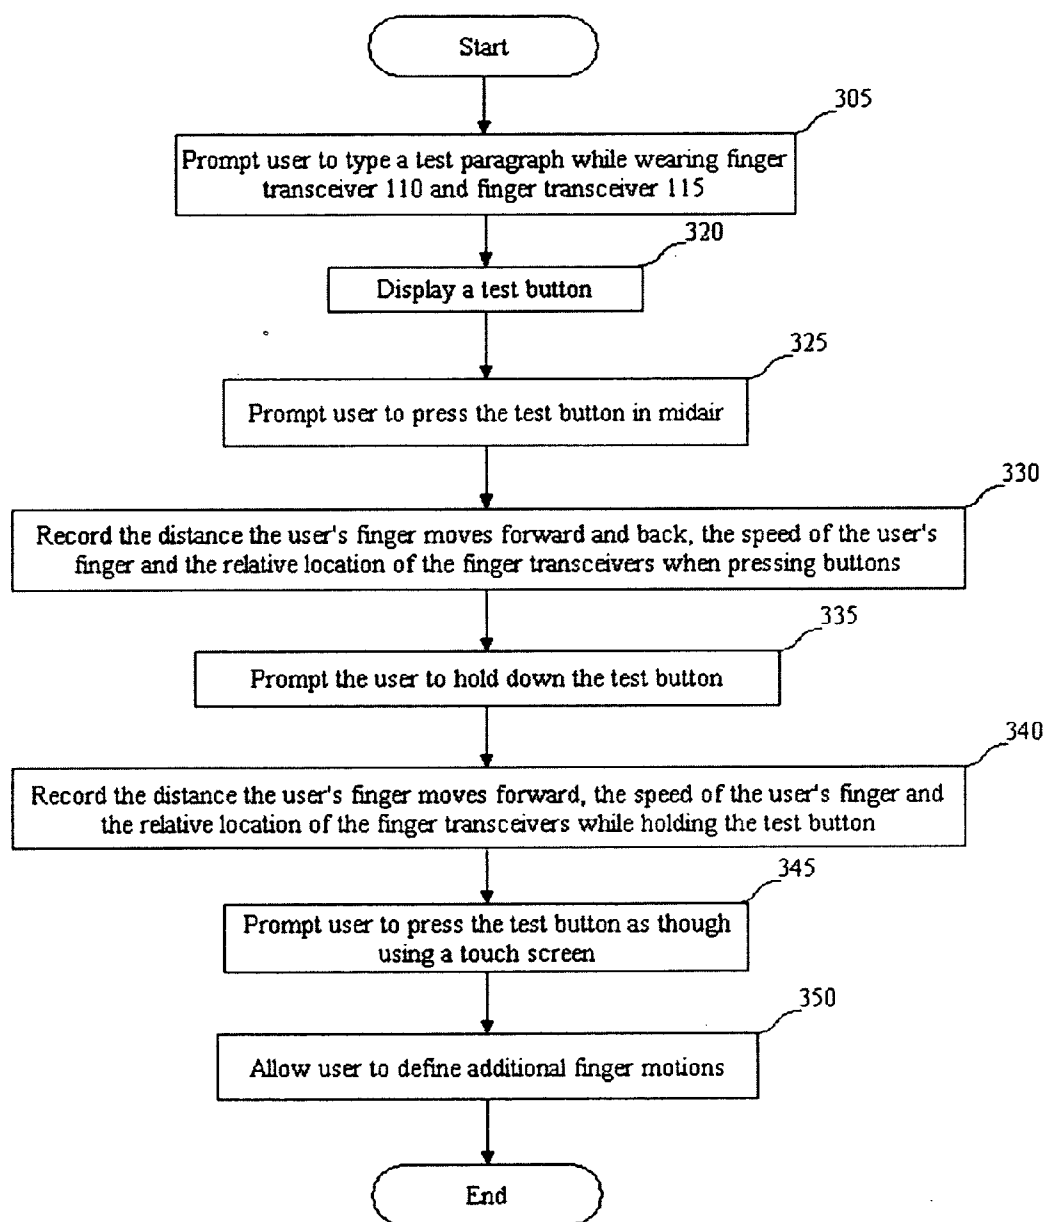 Start
305
Prompt user to type a test paragraph while wearing finger
transceiver 110 and finger transceiver 115
320
Display a test button
325
Prompt user to press the test button in midair
330
Record the distance the user's finger moves forward and back, the speed of the user's
finger and the relative location of the finger transceivers when pressing buttons
335
Prompt the user to hold down the test button
340
Record the distance the user's finger moves forward, the speed of the user's finger and
the relative location of the finger transceivers while holding the test button
345
Prompt user to press the test button as though
using a touch screen
350
Allow user to define additional finger motions
End